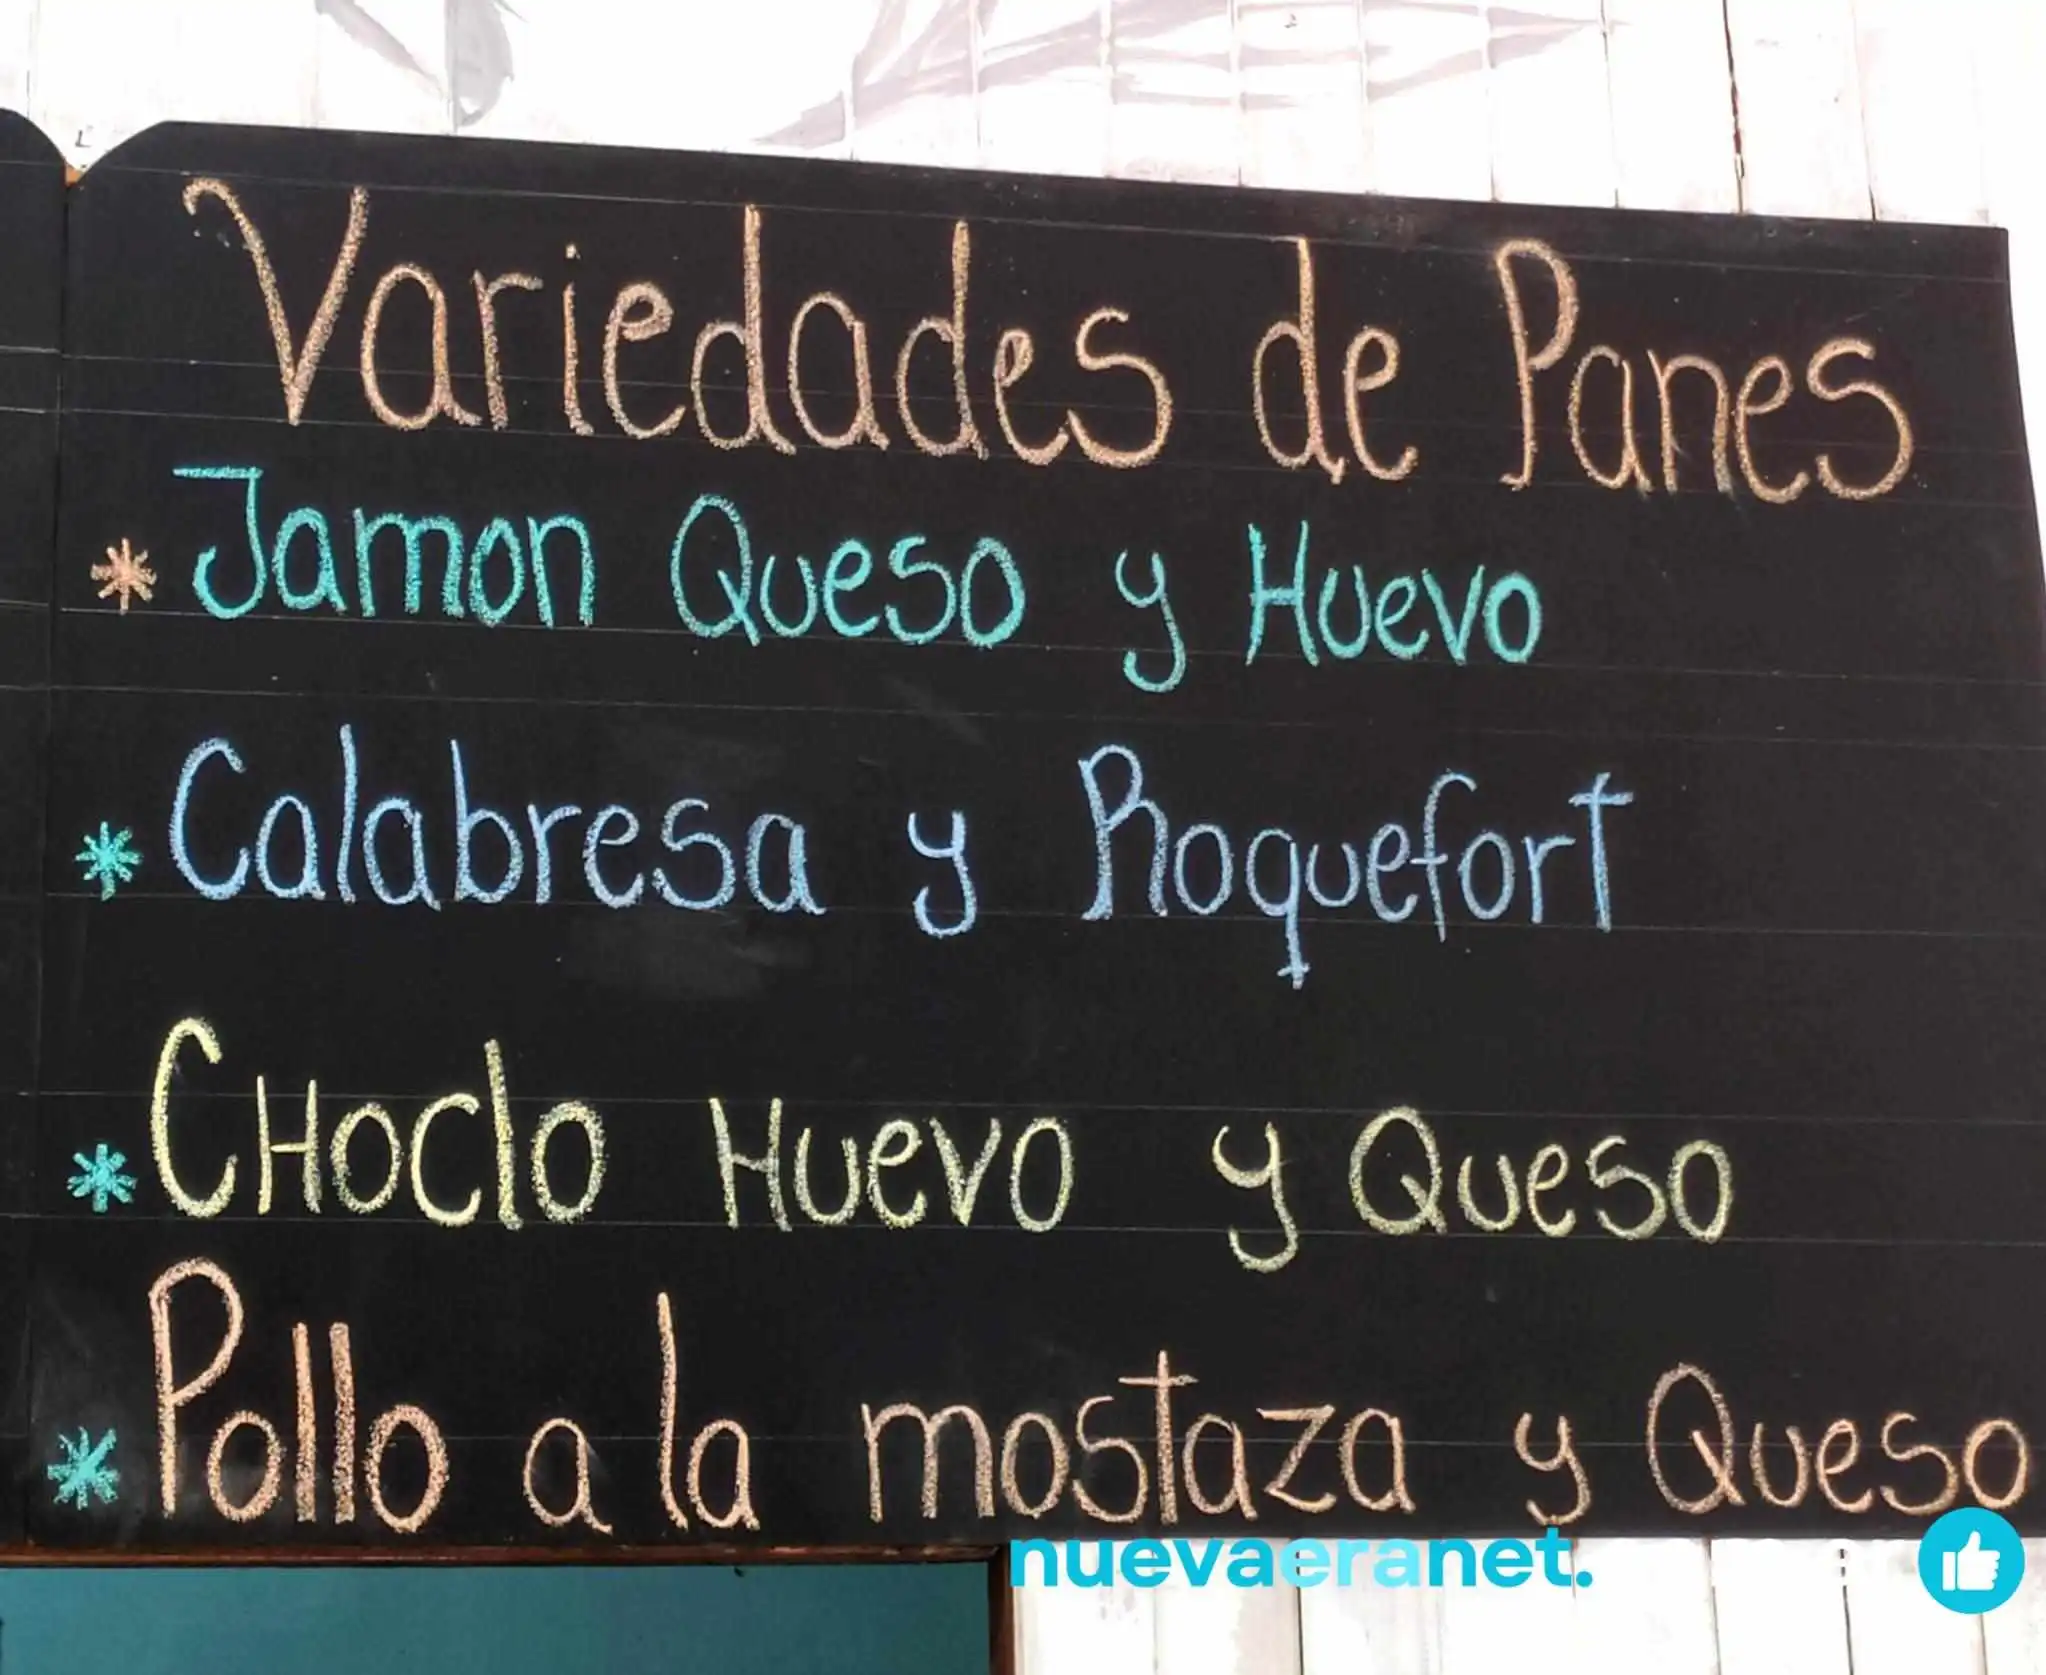 Variedades de Panes
* Jamon Queso y Huevo
* Calabresa y Roquefort
* CHoclo Huevo y Queso
* Pollo a la mostaza y Queso
nuevaeranet.